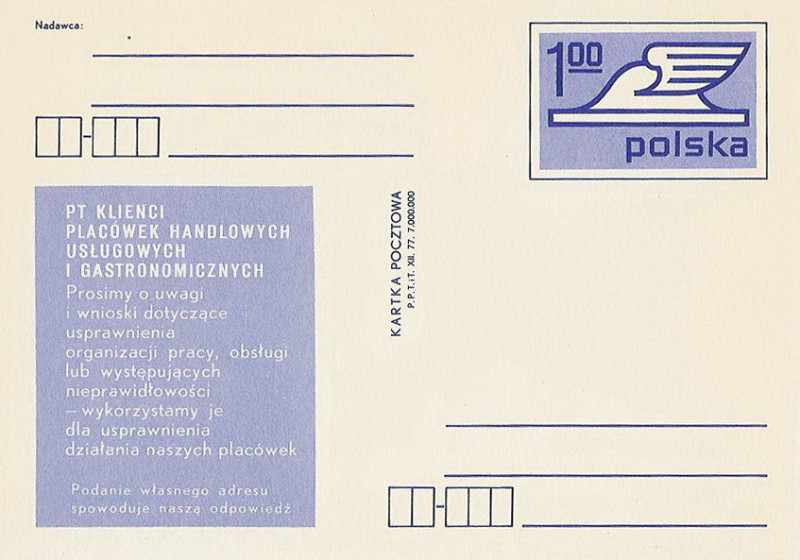 Nadawca:
1.00
polska
PT KLIENCI
PLACÓWEK HANDLOWYCH
USŁUGOWYCH
I GASTRONOMICZNYCH
Prosimy o uwagi
i wnioski dotyczące
usprawnienia
organizacji pracy, obsługi
lub występujących
nieprawidłowości
– wykorzystamy je
dla usprawnienia
działania naszych placówek
Podanie własnego adresu
spowoduje naszą odpowiedź
KARTKA POCZTOWA
P.P.T.iT. XII. 77. 7.000.000